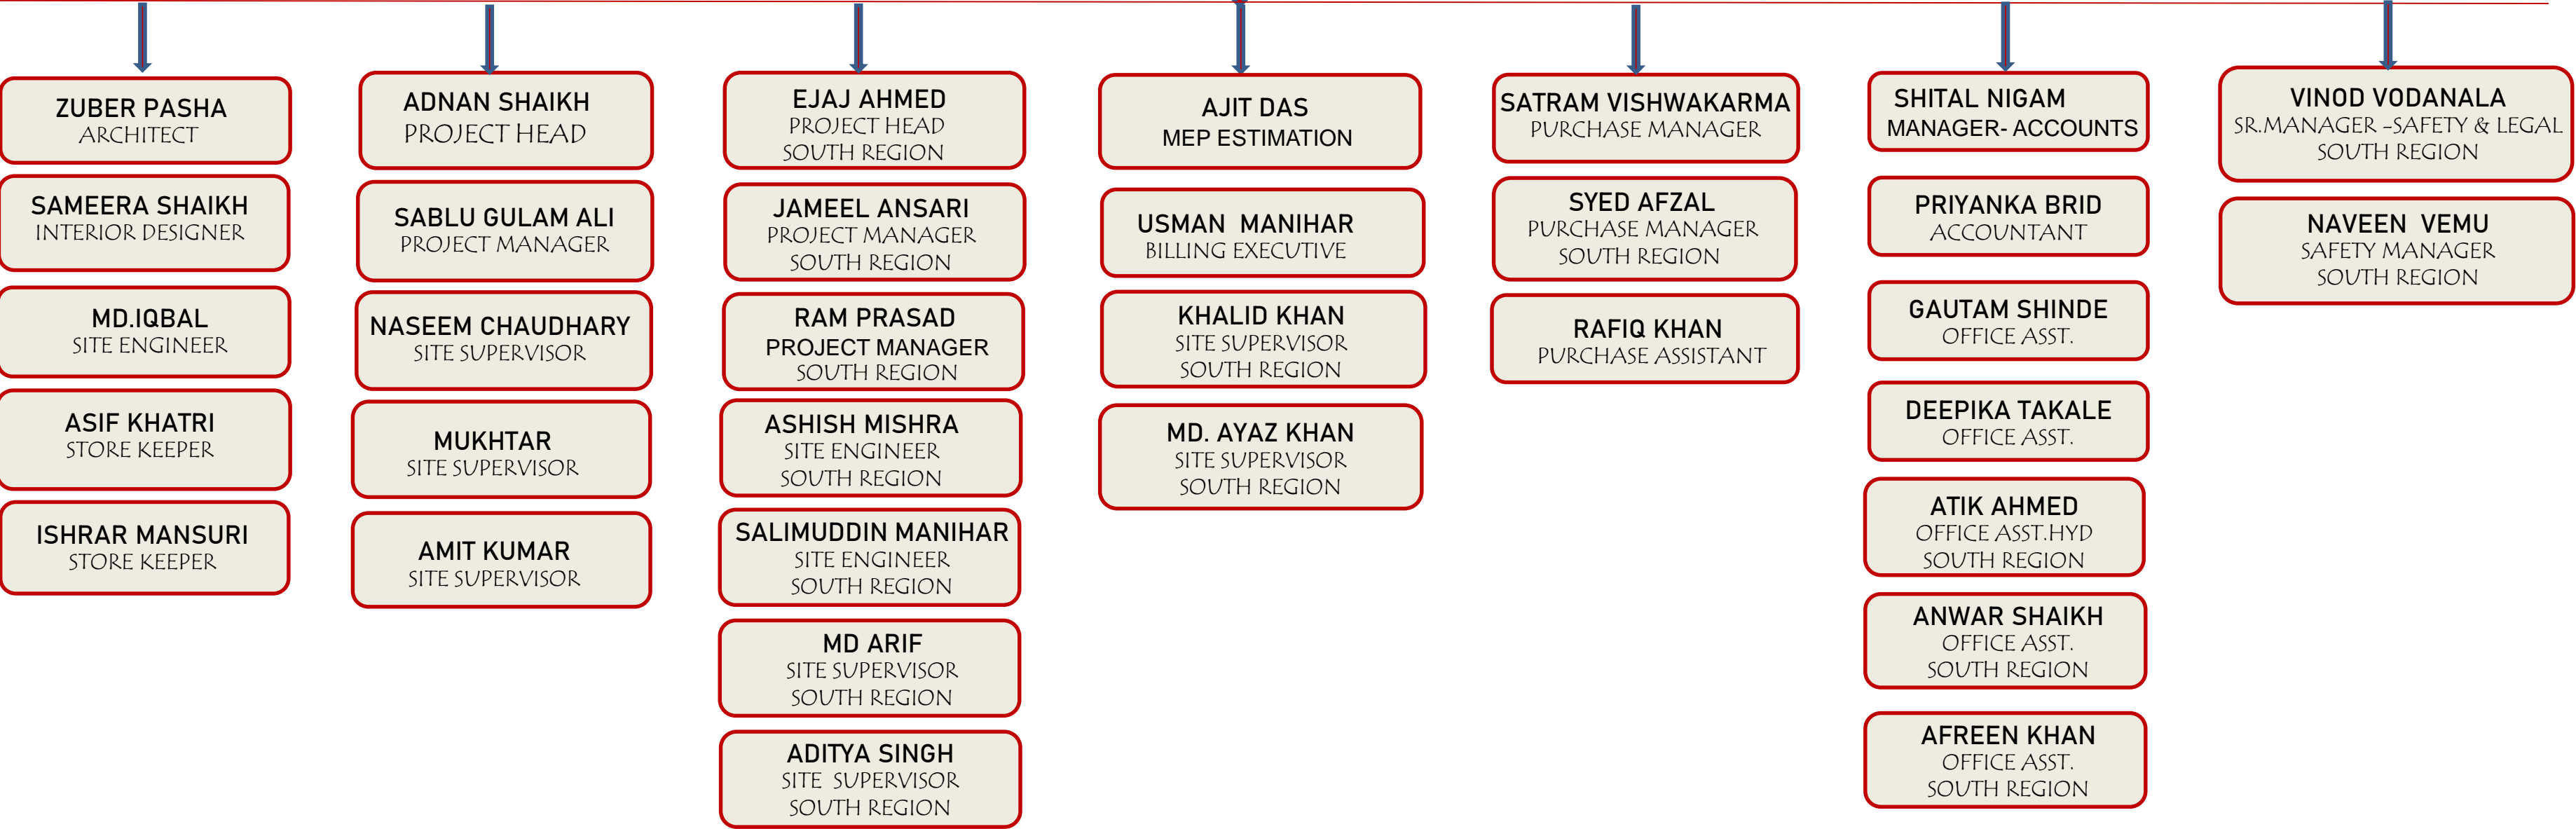 ZUBER PASHA
ARCHITECT
SAMEERA SHAIKH
INTERIOR DESIGNER
MD.IQBAL
SITE ENGINEER
ASIF KHATRI
STORE KEEPER
ISHRAR MANSURI
STORE KEEPER
ADNAN SHAIKH
PROJECT HEAD
SABLU GULAM ALI
PROJECT MANAGER
NASEEM CHAUDHARY
SITE SUPERVISOR
MUKHTAR
SITE SUPERVISOR
AMIT KUMAR
SITE SUPERVISOR
EJAJ AHMED
PROJECT HEAD
SOUTH REGION
JAMEEL ANSARI
PROJECT MANAGER
SOUTH REGION
RAM PRASAD
PROJECT MANAGER
SOUTH REGION
ASHISH MISHRA
SITE ENGINEER
SOUTH REGION
SALIMUDDIN MANIHAR
SITE ENGINEER
SOUTH REGION
MD ARIF
SITE SUPERVISOR
SOUTH REGION
ADITYA SINGH
SITE SUPERVISOR
SOUTH REGION
AJIT DAS
MEP ESTIMATION
USMAN MANIHAR
BILLING EXECUTIVE
KHALID KHAN
SITE SUPERVISOR
SOUTH REGION
MD. AYAZ KHAN
SITE SUPERVISOR
SOUTH REGION
SATRAM VISHWAKARMA
PURCHASE MANAGER
SYED AFZAL
PURCHASE MANAGER
SOUTH REGION
RAFIQ KHAN
PURCHASE ASSISTANT
SHITAL NIGAM
MANAGER- ACCOUNTS
PRIYANKA BRID
ACCOUNTANT
GAUTAM SHINDE
OFFICE ASST.
DEEPIKA TAKALE
OFFICE ASST.
ATIK AHMED
OFFICE ASST.HYD
SOUTH REGION
ANWAR SHAIKH
OFFICE ASST.
SOUTH REGION
AFREEN KHAN
OFFICE ASST.
SOUTH REGION
VINOD VODANALA
SR.MANAGER -SAFETY & LEGAL
SOUTH REGION
NAVEEN VEMU
SAFETY MANAGER
SOUTH REGION